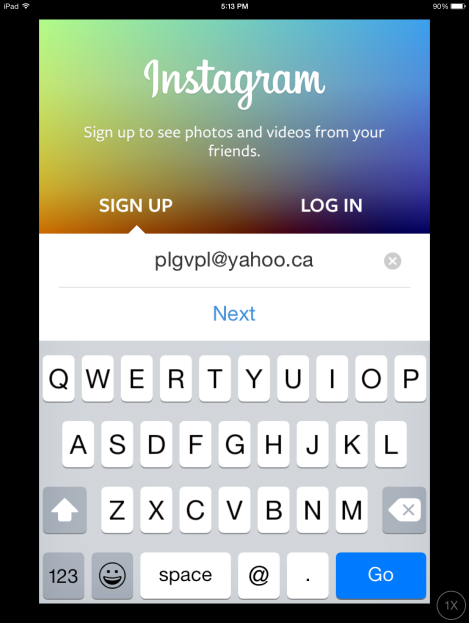 iPad 5:13 PM 90%
Instagram
Sign up to see photos and videos from your
friends.
SIGN UP LOG IN
plgvpl@yahoo.ca
Next
Q W E R T Y U I O P
A S D F G H J K L
Z X C V B N M
123 space @ . Go
1X